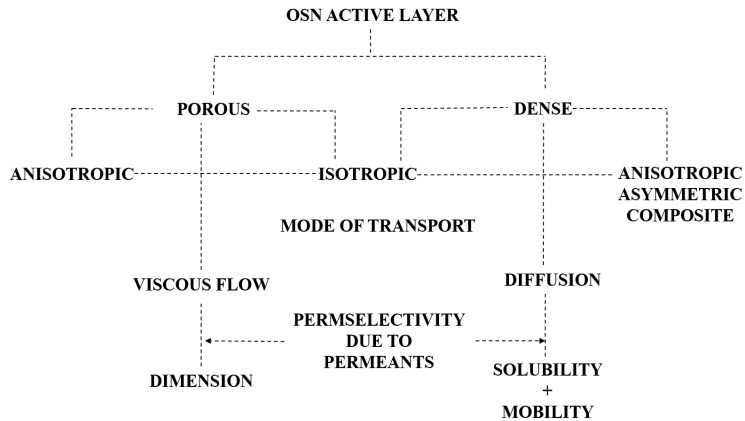 OSN ACTIVE LAYER
POROUS
DENSE
ANISOTROPIC
ISOTROPIC
ANISOTROPIC
ASYMMETRIC
COMPOSITE
MODE OF TRANSPORT
VISCOUS FLOW
DIFFUSION
PERMSELECTIVITY
DUE TO
PERMEANTS
DIMENSION
SOLUBILITY
+
MOBILITY